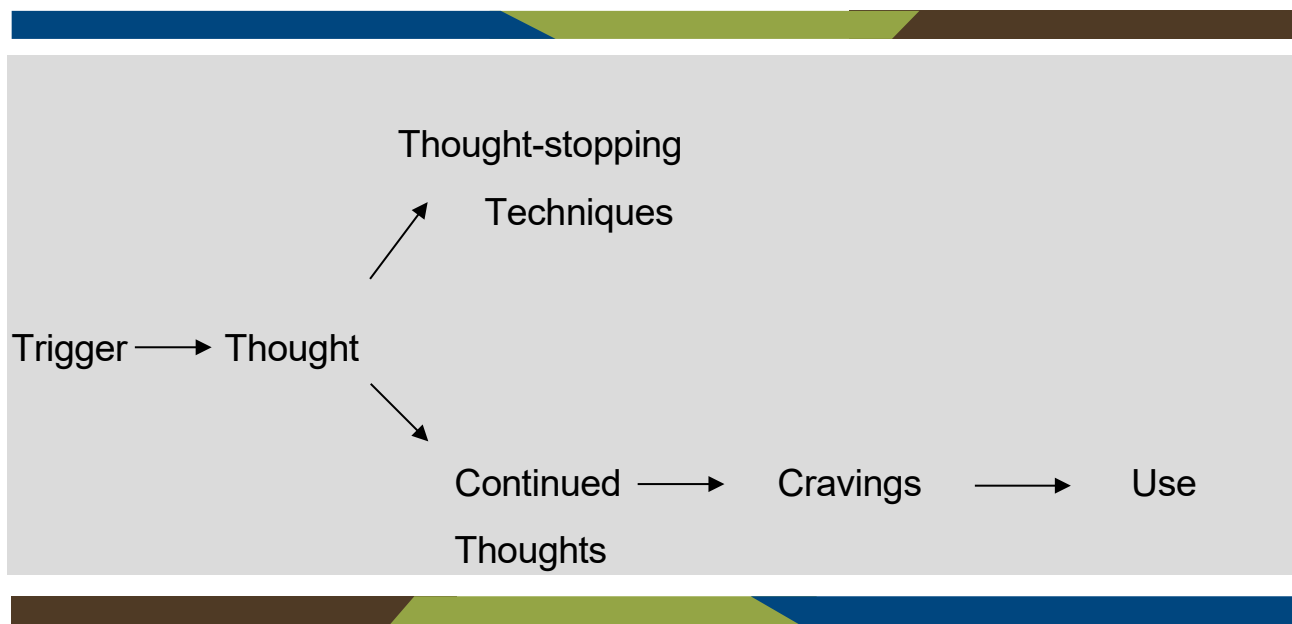 Thought-stopping
Techniques
Trigger Thought
Continued Cravings Use
Thoughts